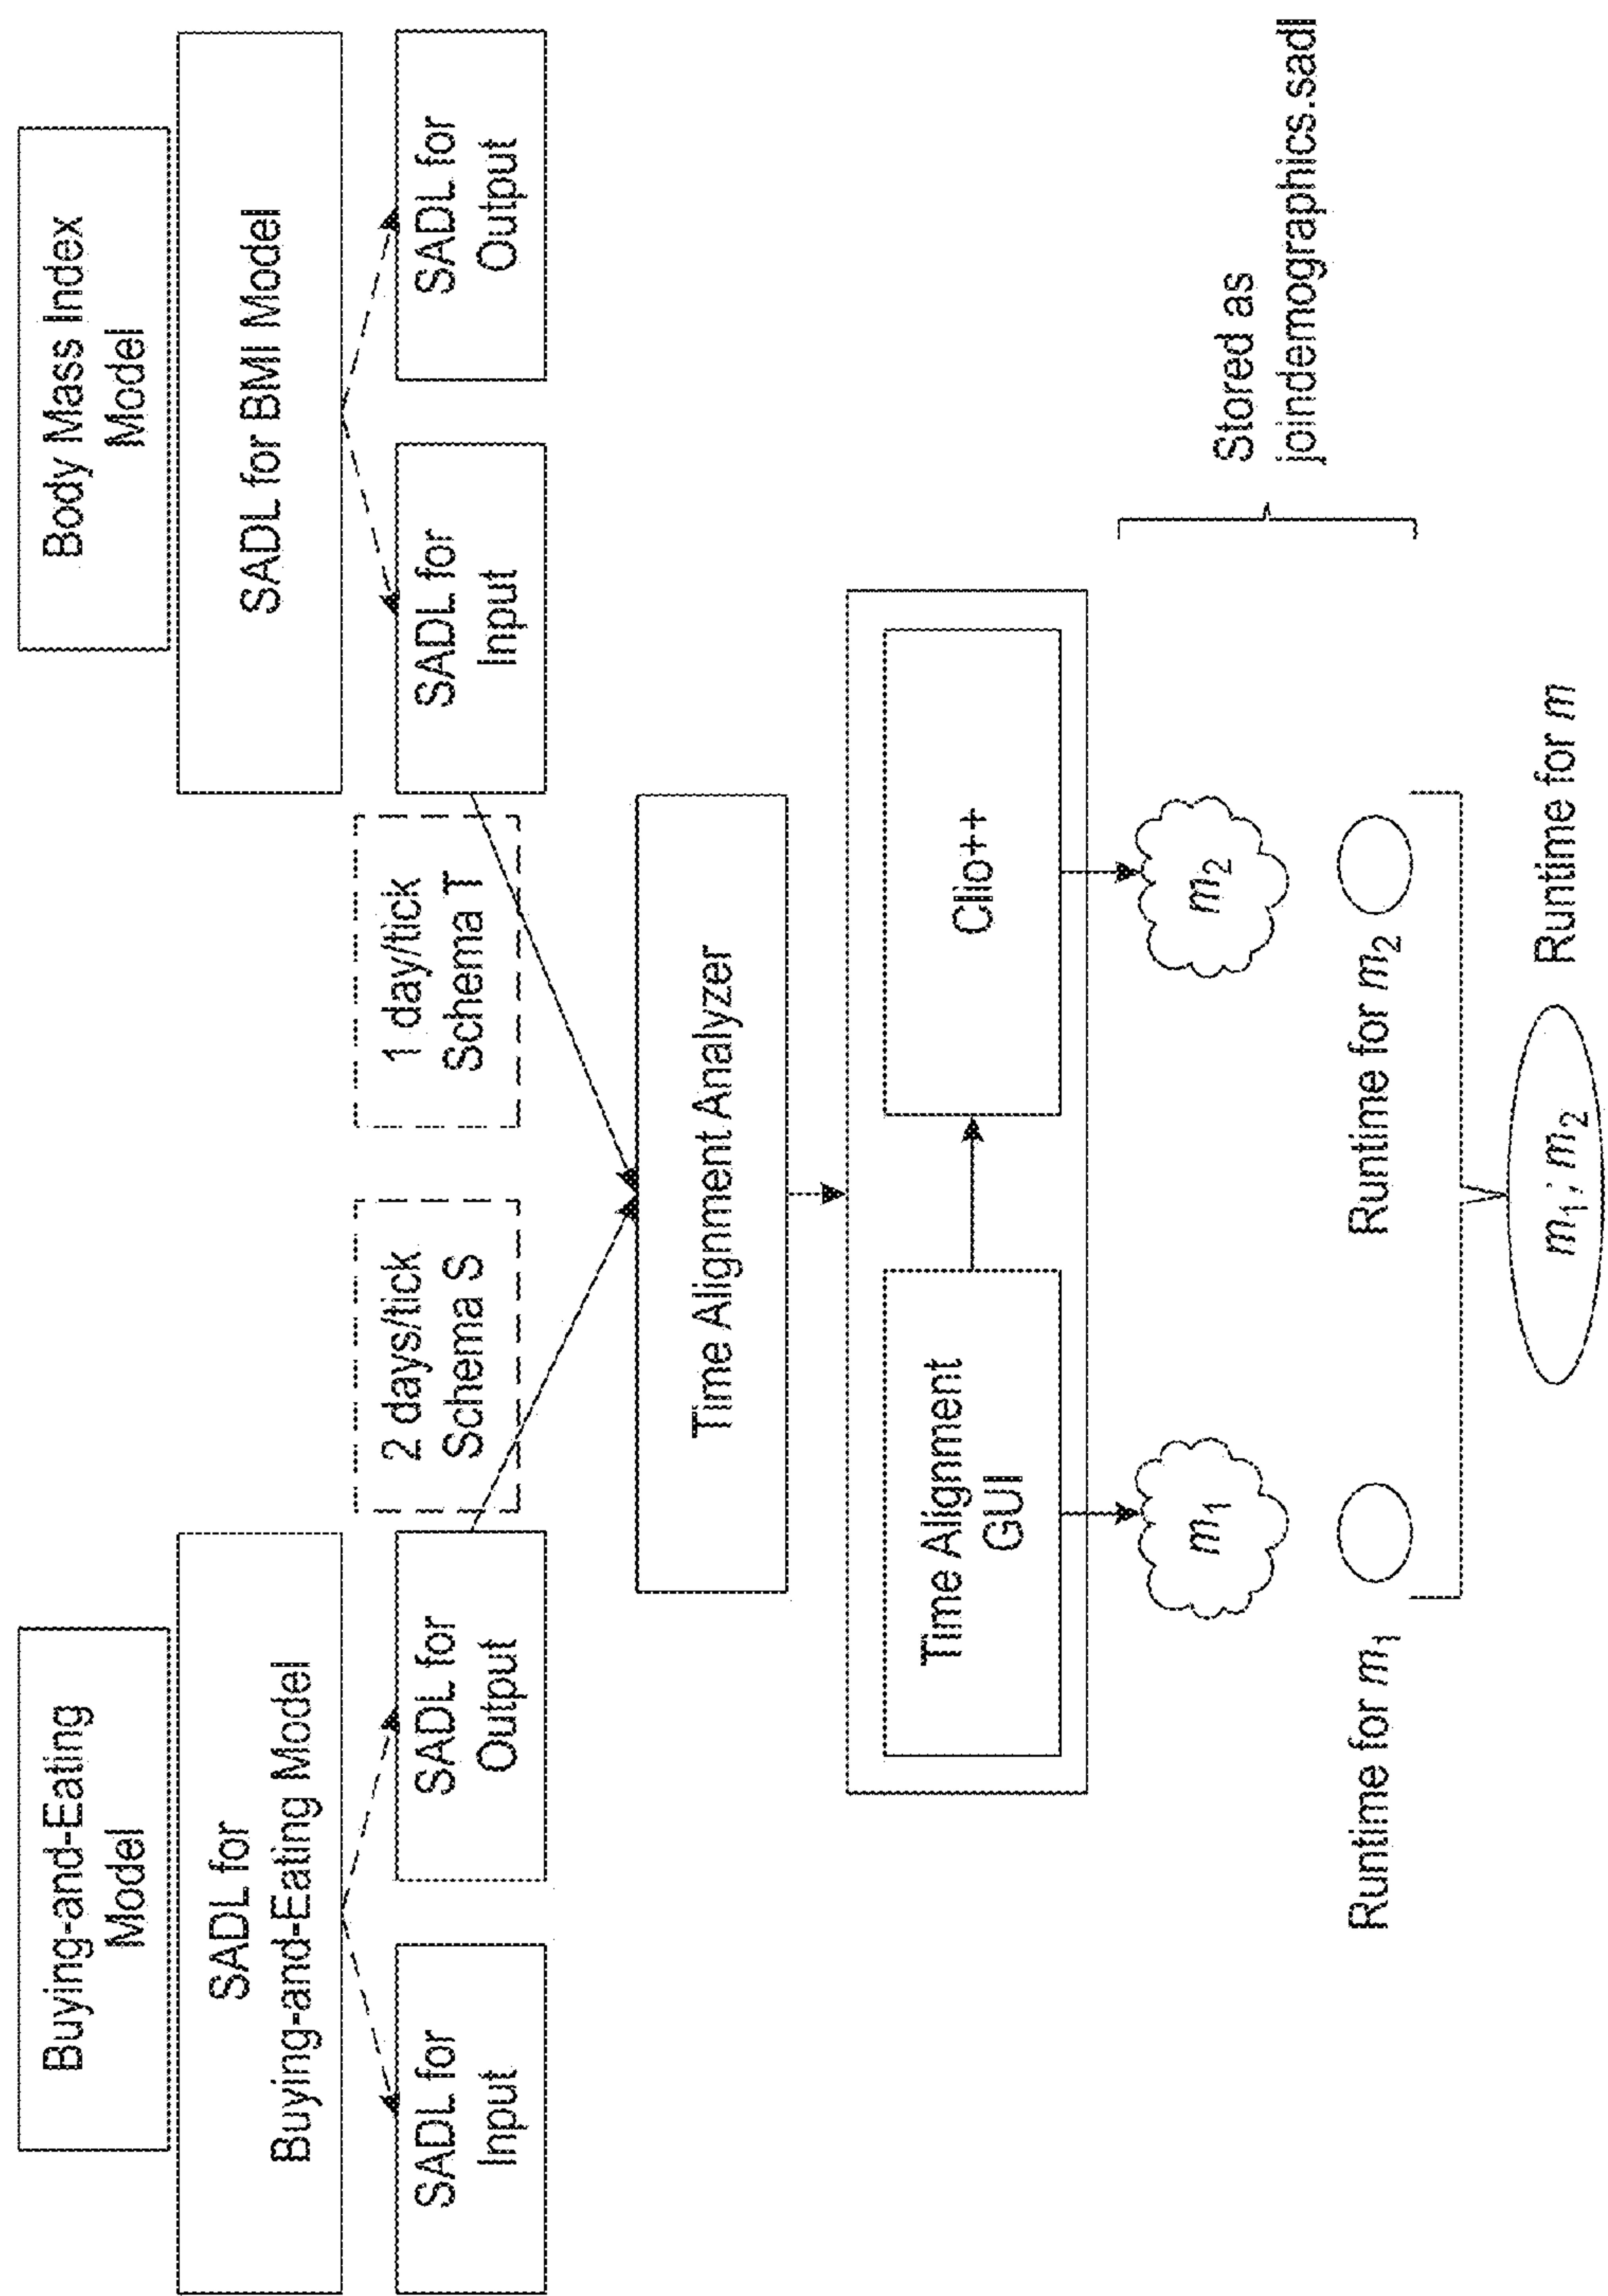 Buying-and-Eating
Model
SADL for
Buying-and-Eating Model
SADL for
Input
SADL for
Output
Body Mass Index
Model
SADL for BMI Model
SADL for
Input
SADL for
Output
2 days/tick
Schema S
1 day/tick
Schema T
Time Alignment Analyzer
Time Alignment
GUI
Clio++
m₁
m₂
Stored as
joindemographics.sadl
Runtime for m₁
Runtime for m₂
m₁; m₂
Runtime for m